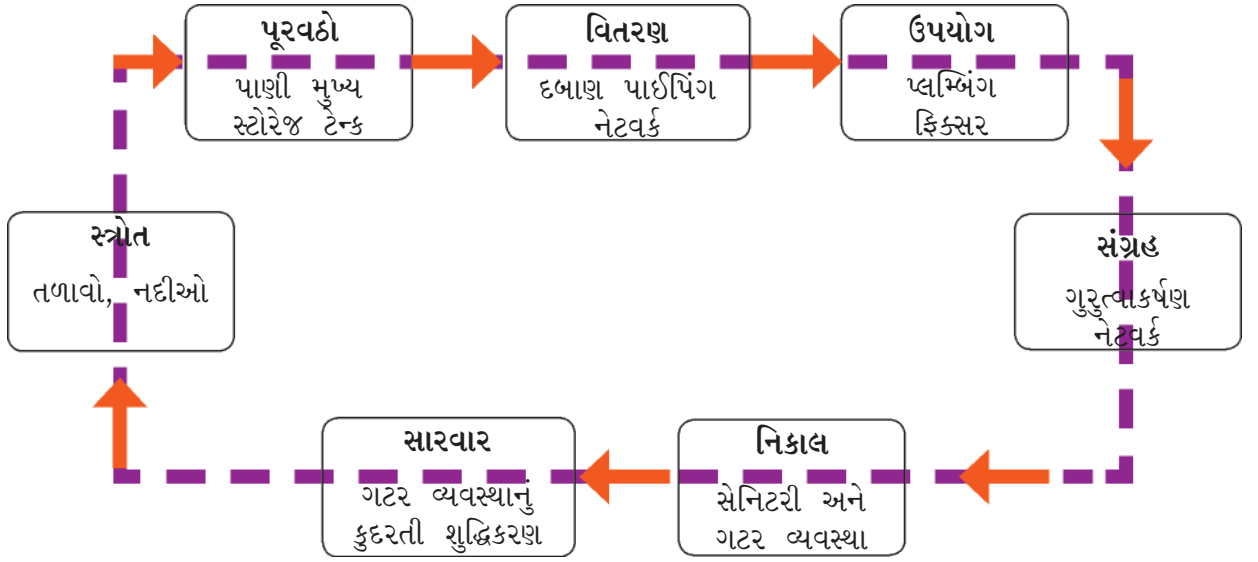 પૂરવઠો
પાણી મુખ્ય
સ્ટોરેજ ટેન્ક
વિતરણ
દબાણ પાઈપિંગ
નેટવર્ક
ઉપયોગ
પ્લમ્બિંગ
ફિક્સર
સંગ્રહ
ગુરુત્વાકર્ષણ
નેટવર્ક
નિકાલ
સેનિટરી અને
ગટર વ્યવસ્થા
સારવાર
ગટર વ્યવસ્થાનું
કુદરતી શુદ્ધિકરણ
સ્ત્રોત
તળાવો, નદીઓ